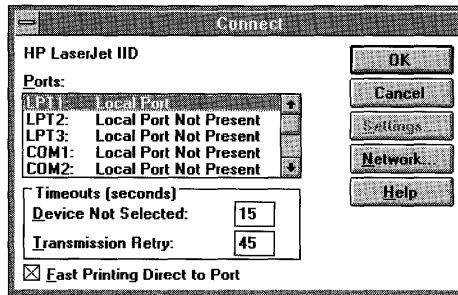 Connect
HP LaserJet IID
Ports:
LPT1: Local Port
LPT2: Local Port Not Present
LPT3: Local Port Not Present
COM1: Local Port Not Present
COM2: Local Port Not Present
Timeouts (seconds)
Device Not Selected: 15
Transmission Retry: 45
Fast Printing Direct to Port
OK
Cancel
Settings...
Network...
Help